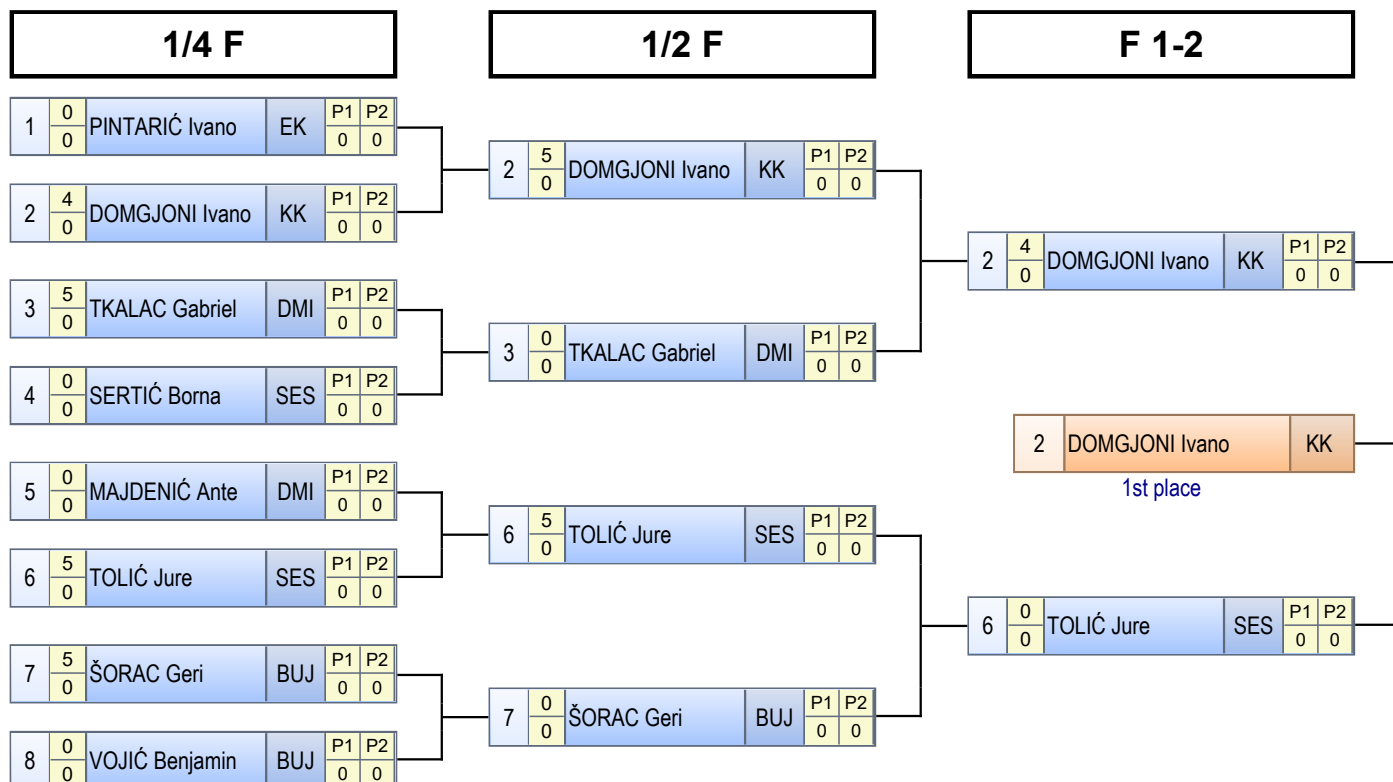 1/4 F
1/2 F
F 1-2
1 0 0 PINTARIĆ Ivano EK P1 P2 0 0
2 4 0 DOMGJONI Ivano KK P1 P2 0 0
3 5 0 TKALAC Gabriel DMI P1 P2 0 0
4 0 0 SERTIĆ Borna SES P1 P2 0 0
5 0 0 MAJDENIĆ Ante DMI P1 P2 0 0
6 5 0 TOLIĆ Jure SES P1 P2 0 0
7 5 0 ŠORAC Geri BUJ P1 P2 0 0
8 0 0 VOJIĆ Benjamin BUJ P1 P2 0 0
2 5 0 DOMGJONI Ivano KK P1 P2 0 0
3 0 0 TKALAC Gabriel DMI P1 P2 0 0
6 5 0 TOLIĆ Jure SES P1 P2 0 0
7 0 0 ŠORAC Geri BUJ P1 P2 0 0
2 4 0 DOMGJONI Ivano KK P1 P2 0 0
2 DOMGJONI Ivano KK
1st place
6 0 0 TOLIĆ Jure SES P1 P2 0 0